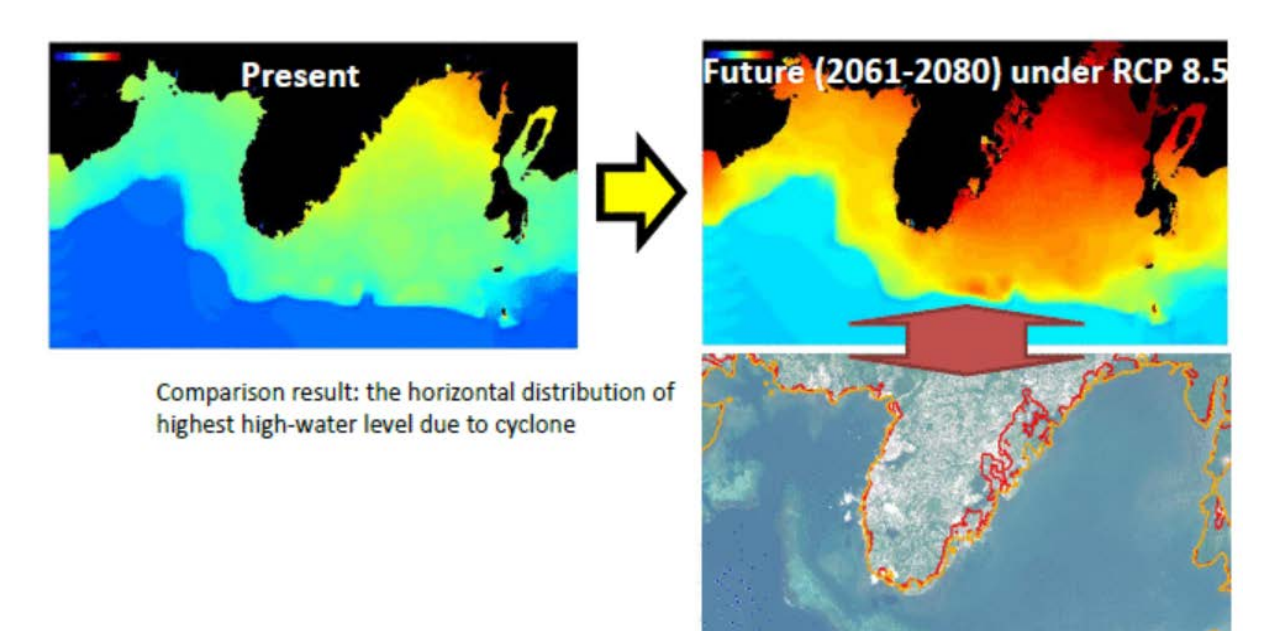 Present
Future (2061-2080) under RCP 8.5
Comparison result: the horizontal distribution of
highest high-water level due to cyclone